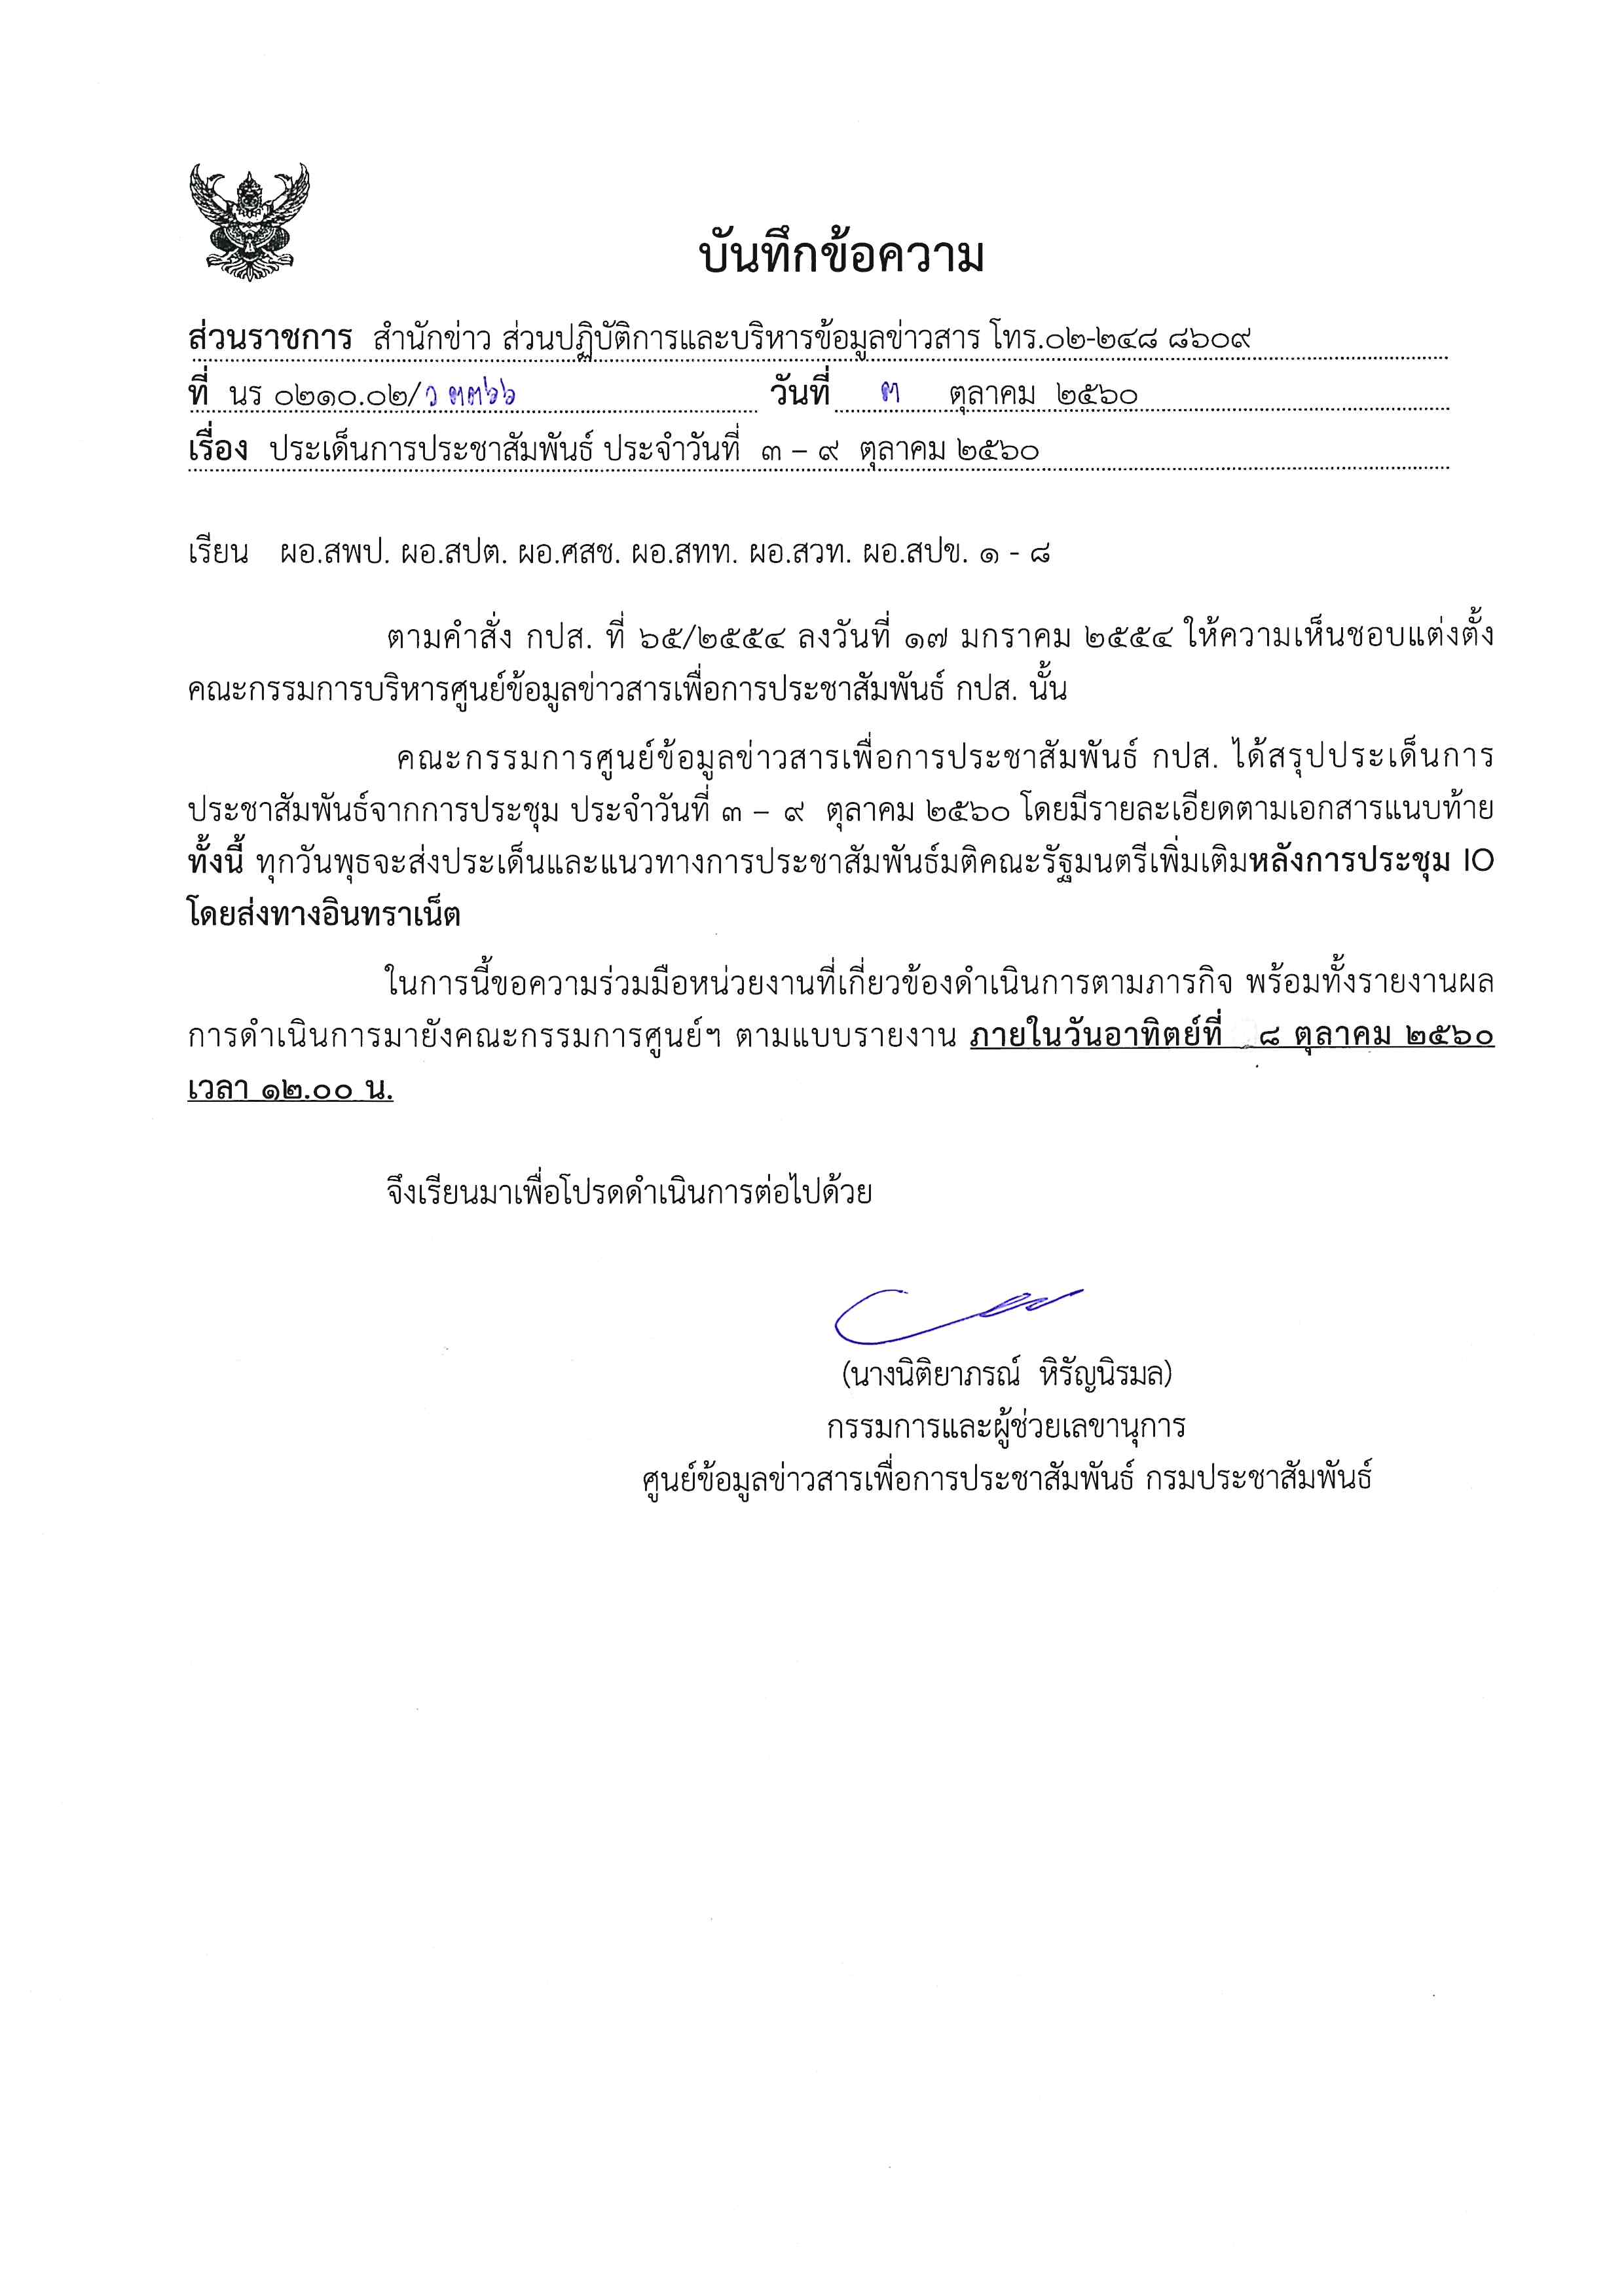 บันทึกข้อความ
ส่วนราชการ สำนักข่าว ส่วนปฏิบัติการและบริหารข้อมูลข่าวสาร โทร.๐๒-๒๔๘ ๘๖๐๙
ที่ นร ๐๒๑๐.๐๒/ว ๓๓๖๖ วันที่ ๓ ตุลาคม ๒๕๖๐
เรื่อง ประเด็นการประชาสัมพันธ์ ประจำวันที่ ๓ – ๙ ตุลาคม ๒๕๖๐
เรียน ผอ.สพป. ผอ.สปต. ผอ.ศสช. ผอ.สทท. ผอ.สวท. ผอ.สปข. ๑ - ๘
ตามคำสั่ง กปส. ที่ ๖๕/๒๕๕๔ ลงวันที่ ๑๗ มกราคม ๒๕๕๔ ให้ความเห็นชอบแต่งตั้ง
คณะกรรมการบริหารศูนย์ข้อมูลข่าวสารเพื่อการประชาสัมพันธ์ กปส. นั้น
คณะกรรมการศูนย์ข้อมูลข่าวสารเพื่อการประชาสัมพันธ์ กปส. ได้สรุปประเด็นการ
ประชาสัมพันธ์จากการประชุม ประจำวันที่ ๓ – ๙ ตุลาคม ๒๕๖๐ โดยมีรายละเอียดตามเอกสารแนบท้าย
ทั้งนี้ ทุกวันพุธจะส่งประเด็นและแนวทางการประชาสัมพันธ์มติคณะรัฐมนตรีเพิ่มเติมหลังการประชุม IO
โดยส่งทางอินทราเน็ต
ในการนี้ขอความร่วมมือหน่วยงานที่เกี่ยวข้องดำเนินการตามภารกิจ พร้อมทั้งรายงานผล
การดำเนินการมายังคณะกรรมการศูนย์ฯ ตามแบบรายงาน ภายในวันอาทิตย์ที่ ๘ ตุลาคม ๒๕๖๐
เวลา ๑๒.๐๐ น.
จึงเรียนมาเพื่อโปรดดำเนินการต่อไปด้วย
(นางนิติยาภรณ์ หิรัญนิรมล)
กรรมการและผู้ช่วยเลขานุการ
ศูนย์ข้อมูลข่าวสารเพื่อการประชาสัมพันธ์ กรมประชาสัมพันธ์